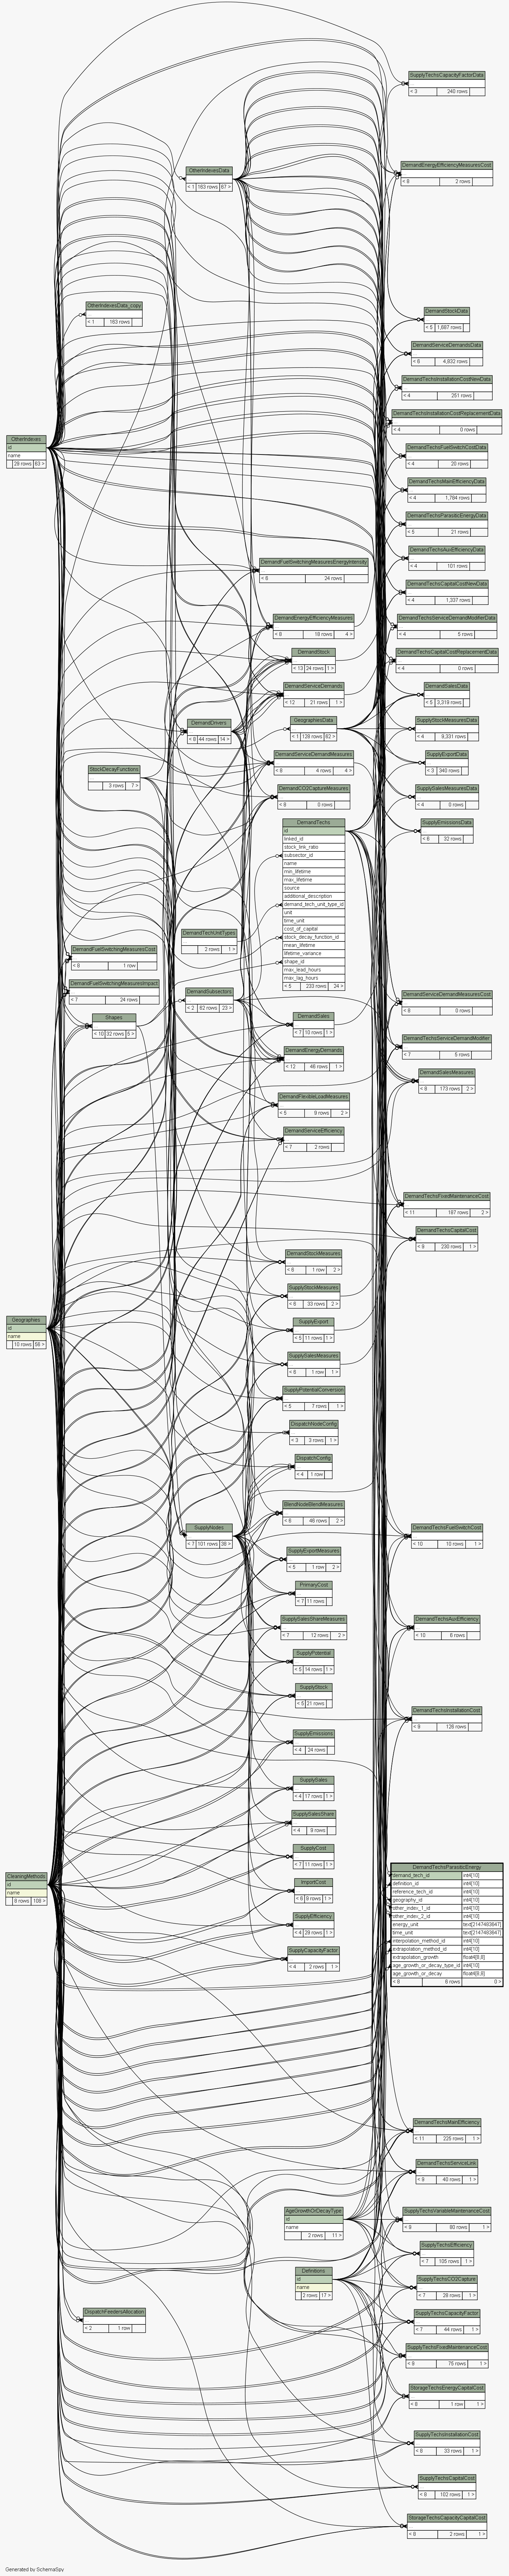 SupplyTechsCapacityFactorData
< 3 240 rows
DemandEnergyEfficiencyMeasuresCost
< 8 2 rows
OtherIndexesData
< 1 183 rows 67 >
OtherIndexesData_copy
< 1 183 rows
DemandStockData
< 5 1,687 rows
DemandServiceDemandsData
< 6 4,832 rows
DemandTechsInstallationCostNewData
< 4 251 rows
DemandTechsInstallationCostReplacementData
< 4 0 rows
OtherIndexes
id
name
29 rows 63 >
DemandTechsFuelSwitchCostData
< 4 20 rows
DemandTechsMainEfficiencyData
< 4 1,784 rows
DemandTechsParasiticEnergyData
< 5 21 rows
DemandTechsAuxEfficiencyData
< 4 101 rows
DemandFuelSwitchingMeasuresEnergyIntensity
< 8 24 rows
DemandTechsCapitalCostNewData
< 4 1,337 rows
DemandEnergyEfficiencyMeasures
< 8 18 rows 4 >
DemandTechsServiceDemandModifierData
< 4 5 rows
DemandStock
< 13 24 rows 1 >
DemandTechsCapitalCostReplacementData
< 4 0 rows
DemandServiceDemands
< 12 21 rows 1 >
DemandSalesData
< 5 3,319 rows
DemandDrivers
< 8 44 rows 14 >
GeographiesData
< 1 128 rows 82 >
SupplyStockMeasuresData
< 4 9,331 rows
DemandServiceDemandMeasures
< 8 4 rows 4 >
SupplyExportData
< 3 340 rows
StockDecayFunctions
3 rows 7 >
DemandCO2CaptureMeasures
< 8 0 rows
SupplySalesMeasuresData
< 4 0 rows
DemandTechs
id
linked_id
stock_link_ratio
subsector_id
name
min_lifetime
max_lifetime
source
additional_description
demand_tech_unit_type_id
unit
time_unit
cost_of_capital
stock_decay_function_id
mean_lifetime
lifetime_variance
shape_id
max_lead_hours
max_lag_hours
< 5 233 rows 24 >
SupplyEmissionsData
< 8 32 rows
DemandTechUnitTypes
2 rows 1 >
DemandFuelSwitchingMeasuresCost
< 8 1 row
DemandFuelSwitchingMeasuresImpact
< 7 24 rows
DemandSubsectors
< 2 82 rows 23 >
DemandServiceDemandMeasuresCost
< 8 0 rows
Shapes
< 10 32 rows 5 >
DemandSales
< 7 10 rows 1 >
DemandTechsServiceDemandModifier
< 7 5 rows
DemandEnergyDemands
< 12 46 rows 1 >
DemandSalesMeasures
< 8 173 rows 2 >
DemandFlexibleLoadMeasures
< 5 9 rows 2 >
DemandServiceEfficiency
< 7 2 rows
DemandTechsFixedMaintenanceCost
< 11 187 rows 2 >
DemandTechsCapitalCost
< 9 230 rows 1 >
DemandStockMeasures
< 6 1 row 2 >
SupplyStockMeasures
< 6 33 rows 2 >
Geographies
id
name
10 rows 56 >
SupplyExport
< 5 11 rows 1 >
SupplySalesMeasures
< 6 1 row 1 >
SupplyPotentialConversion
< 5 7 rows 1 >
DispatchNodeConfig
< 3 3 rows 1 >
DispatchConfig
< 4 1 row
BlendNodeBlendMeasures
< 6 46 rows 2 >
SupplyNodes
< 7 101 rows 38 >
DemandTechsFuelSwitchCost
< 10 10 rows 1 >
SupplyExportMeasures
< 5 1 row 2 >
PrimaryCost
< 7 11 rows
SupplySalesShareMeasures
< 7 12 rows 2 >
DemandTechsAuxEfficiency
< 10 6 rows
SupplyPotential
< 5 14 rows 1 >
SupplyStock
< 5 21 rows
DemandTechsInstallationCost
< 9 126 rows
SupplyEmissions
< 4 24 rows
SupplySales
< 4 17 rows 1 >
SupplySalesShare
< 4 9 rows
SupplyCost
< 7 11 rows 1 >
CleaningMethods
id
name
8 rows 108 >
ImportCost
< 6 8 rows 1 >
DemandTechsParasiticEnergy
demand_tech_id int4[10]
definition_id int4[10]
reference_tech_id int4[10]
geography_id int4[10]
other_index_1_id int4[10]
other_index_2_id int4[10]
energy_unit text[2147483647]
time_unit text[2147483647]
interpolation_method_id int4[10]
extrapolation_method_id int4[10]
extrapolation_growth float4[8,8]
age_growth_or_decay_type_id int4[10]
age_growth_or_decay float4[8,8]
< 8 6 rows 0 >
SupplyEfficiency
< 4 29 rows 1 >
SupplyCapacityFactor
< 4 2 rows 1 >
DemandTechsMainEfficiency
< 11 225 rows 1 >
DemandTechsServiceLink
< 9 40 rows 1 >
AgeGrowthOrDecayType
id
name
2 rows 11 >
SupplyTechsVariableMaintenanceCost
< 9 80 rows 1 >
SupplyTechsEfficiency
< 7 105 rows 1 >
Definitions
id
name
2 rows 17 >
SupplyTechsCO2Capture
< 7 28 rows 1 >
DispatchFeedersAllocation
< 2 1 row
SupplyTechsCapacityFactor
< 7 44 rows 1 >
SupplyTechsFixedMaintenanceCost
< 9 75 rows 1 >
StorageTechsEnergyCapitalCost
< 8 1 row 1 >
SupplyTechsInstallationCost
< 8 33 rows 1 >
SupplyTechsCapitalCost
< 8 102 rows 1 >
StorageTechsCapacityCapitalCost
< 8 2 rows 1 >
Generated by SchemaSpy